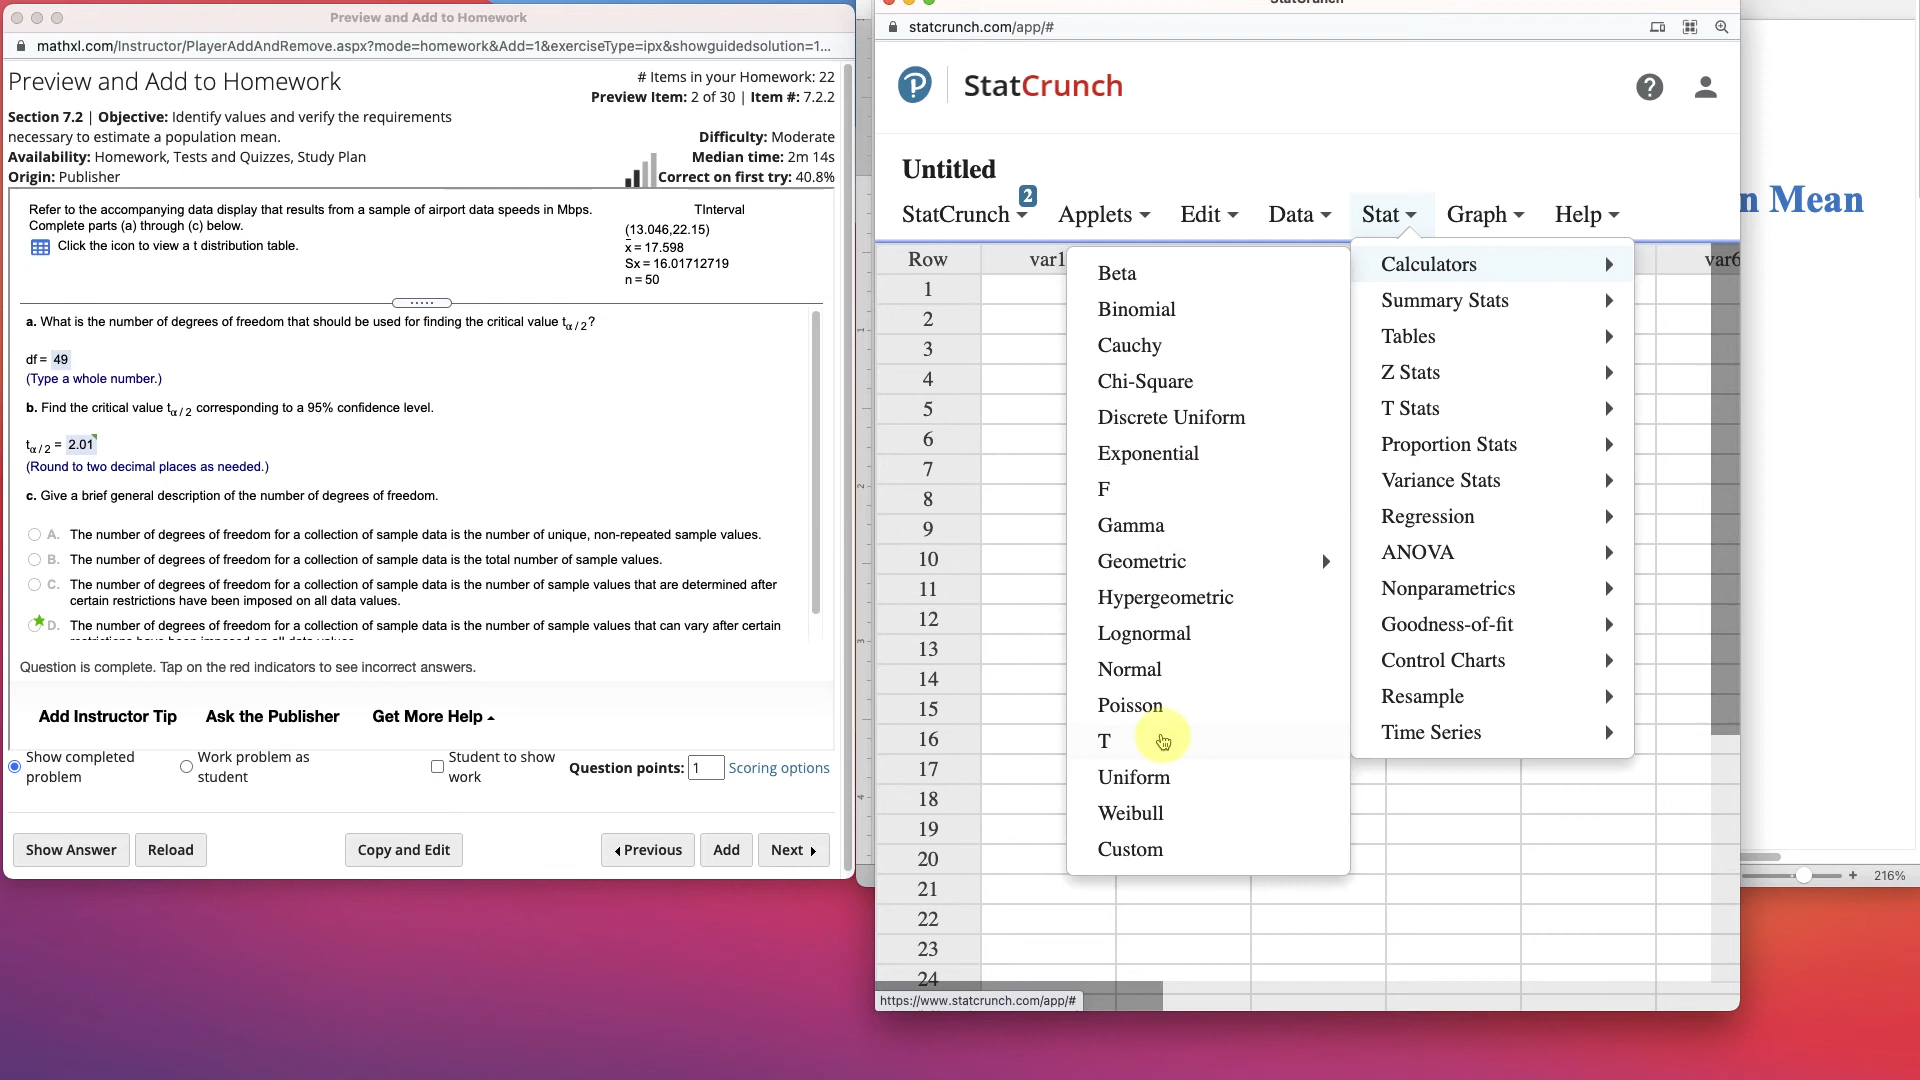 Preview and Add to Homework
mathxl.com/Instructor/PlayerAddAndRemove.aspx?mode=homework&Add=1&exerciseType=ipx&showguidedsolution=1...
Preview and Add to Homework
# Items in your Homework: 22
Preview Item: 2 of 30 | Item #: 7.2.2
Section 7.2 | Objective: Identify values and verify the requirements
necessary to estimate a population mean.
Availability: Homework, Tests and Quizzes, Study Plan
Origin: Publisher
Difficulty: Moderate
Median time: 2m 14s
Correct on first try: 40.8%
Refer to the accompanying data display that results from a sample of airport data speeds in Mbps.
Complete parts (a) through (c) below.
Click the icon to view a t distribution table.
TInterval
(13.046,22.15)
x̄ = 17.598
Sx = 16.01712719
n = 50
a. What is the number of degrees of freedom that should be used for finding the critical value tα/2?
df = 49
(Type a whole number.)
b. Find the critical value tα/2 corresponding to a 95% confidence level.
tα/2 = 2.01
(Round to two decimal places as needed.)
c. Give a brief general description of the number of degrees of freedom.
A. The number of degrees of freedom for a collection of sample data is the number of unique, non-repeated sample values.
B. The number of degrees of freedom for a collection of sample data is the total number of sample values.
C. The number of degrees of freedom for a collection of sample data is the number of sample values that are determined after
certain restrictions have been imposed on all data values.
D. The number of degrees of freedom for a collection of sample data is the number of sample values that can vary after certain
Question is complete. Tap on the red indicators to see incorrect answers.
Add Instructor Tip Ask the Publisher Get More Help
Show completed
problem
Work problem as
student
Student to show
work
Question points: 1 Scoring options
Show Answer Reload Copy and Edit Previous Add Next
statcrunch.com/app/#
P StatCrunch
?
Untitled
2
StatCrunch Applets Edit Data Stat Graph Help
Row var1 var6
1
2
3
4
5
6
7
8
9
10
11
12
13
14
15
16
17
18
19
20
21
22
23
24
Beta
Binomial
Cauchy
Chi-Square
Discrete Uniform
Exponential
F
Gamma
Geometric
Hypergeometric
Lognormal
Normal
Poisson
T
Uniform
Weibull
Custom
Calculators
Summary Stats
Tables
Z Stats
T Stats
Proportion Stats
Variance Stats
Regression
ANOVA
Nonparametrics
Goodness-of-fit
Control Charts
Resample
Time Series
https://www.statcrunch.com/app/#
n Mean
1
2
3
4
+ 216%